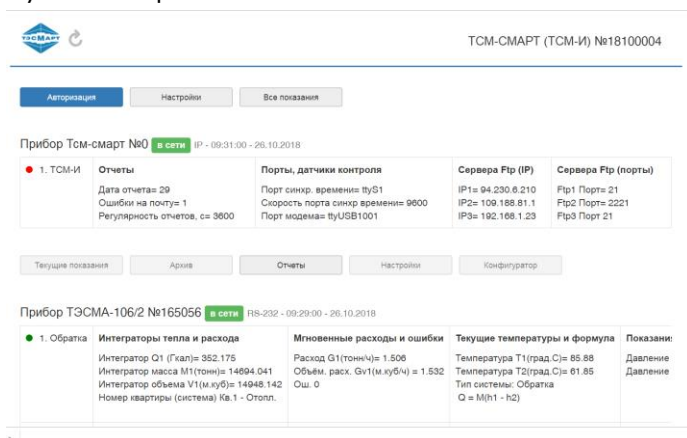 ТЭСМАРТ
ТСМ-СМАРТ (ТСМ-И) №18100004
Авторизация Настройки Все показания
Прибор Тсм-смарт №0 в сети IP - 09:31:00 - 26.10.2018
1. ТСМ-И Отчеты Порты, датчики контроля Сервера Ftp (IP) Сервера Ftp (порты)
Дата отчета= 29 Порт синхр. времени= ttyS1 IP1= 94.230.6.210 Ftp1 Порт= 21
Ошибки на почту= 1 Скорость порта синхр времени= 9600 IP2= 109.188.81.1 Ftp2 Порт= 2221
Регулярность отчетов, с= 3600 Порт модема= ttyUSB1001 IP3= 192.168.1.23 Ftp3 Порт 21
Текущие показания Архив Отчеты Настройки Конфигуратор
Прибор ТЭСМА-106/2 №165056 в сети RS-232 - 09:29:00 - 26.10.2018
1. Обратка Интеграторы тепла и расхода Мгновенные расходы и ошибки Текущие температуры и формула Показани
Интегратор Q1 (Гкал)= 352.175 Расход G1(тонн/ч)= 1.506 Температура T1(град.C)= 85.88 Давление
Интегратор масса M1(тонн)= 14694.041 Объём. расх. Gv1(м.куб/ч) = 1.532 Температура T2(град.C)= 61.85 Давление
Интегратор объема V1(м.куб)= 14948.142 Ош. 0 Тип системы: Обратка
Номер квартиры (система) Кв.1 - Отопл. Q = M(h1 - h2)